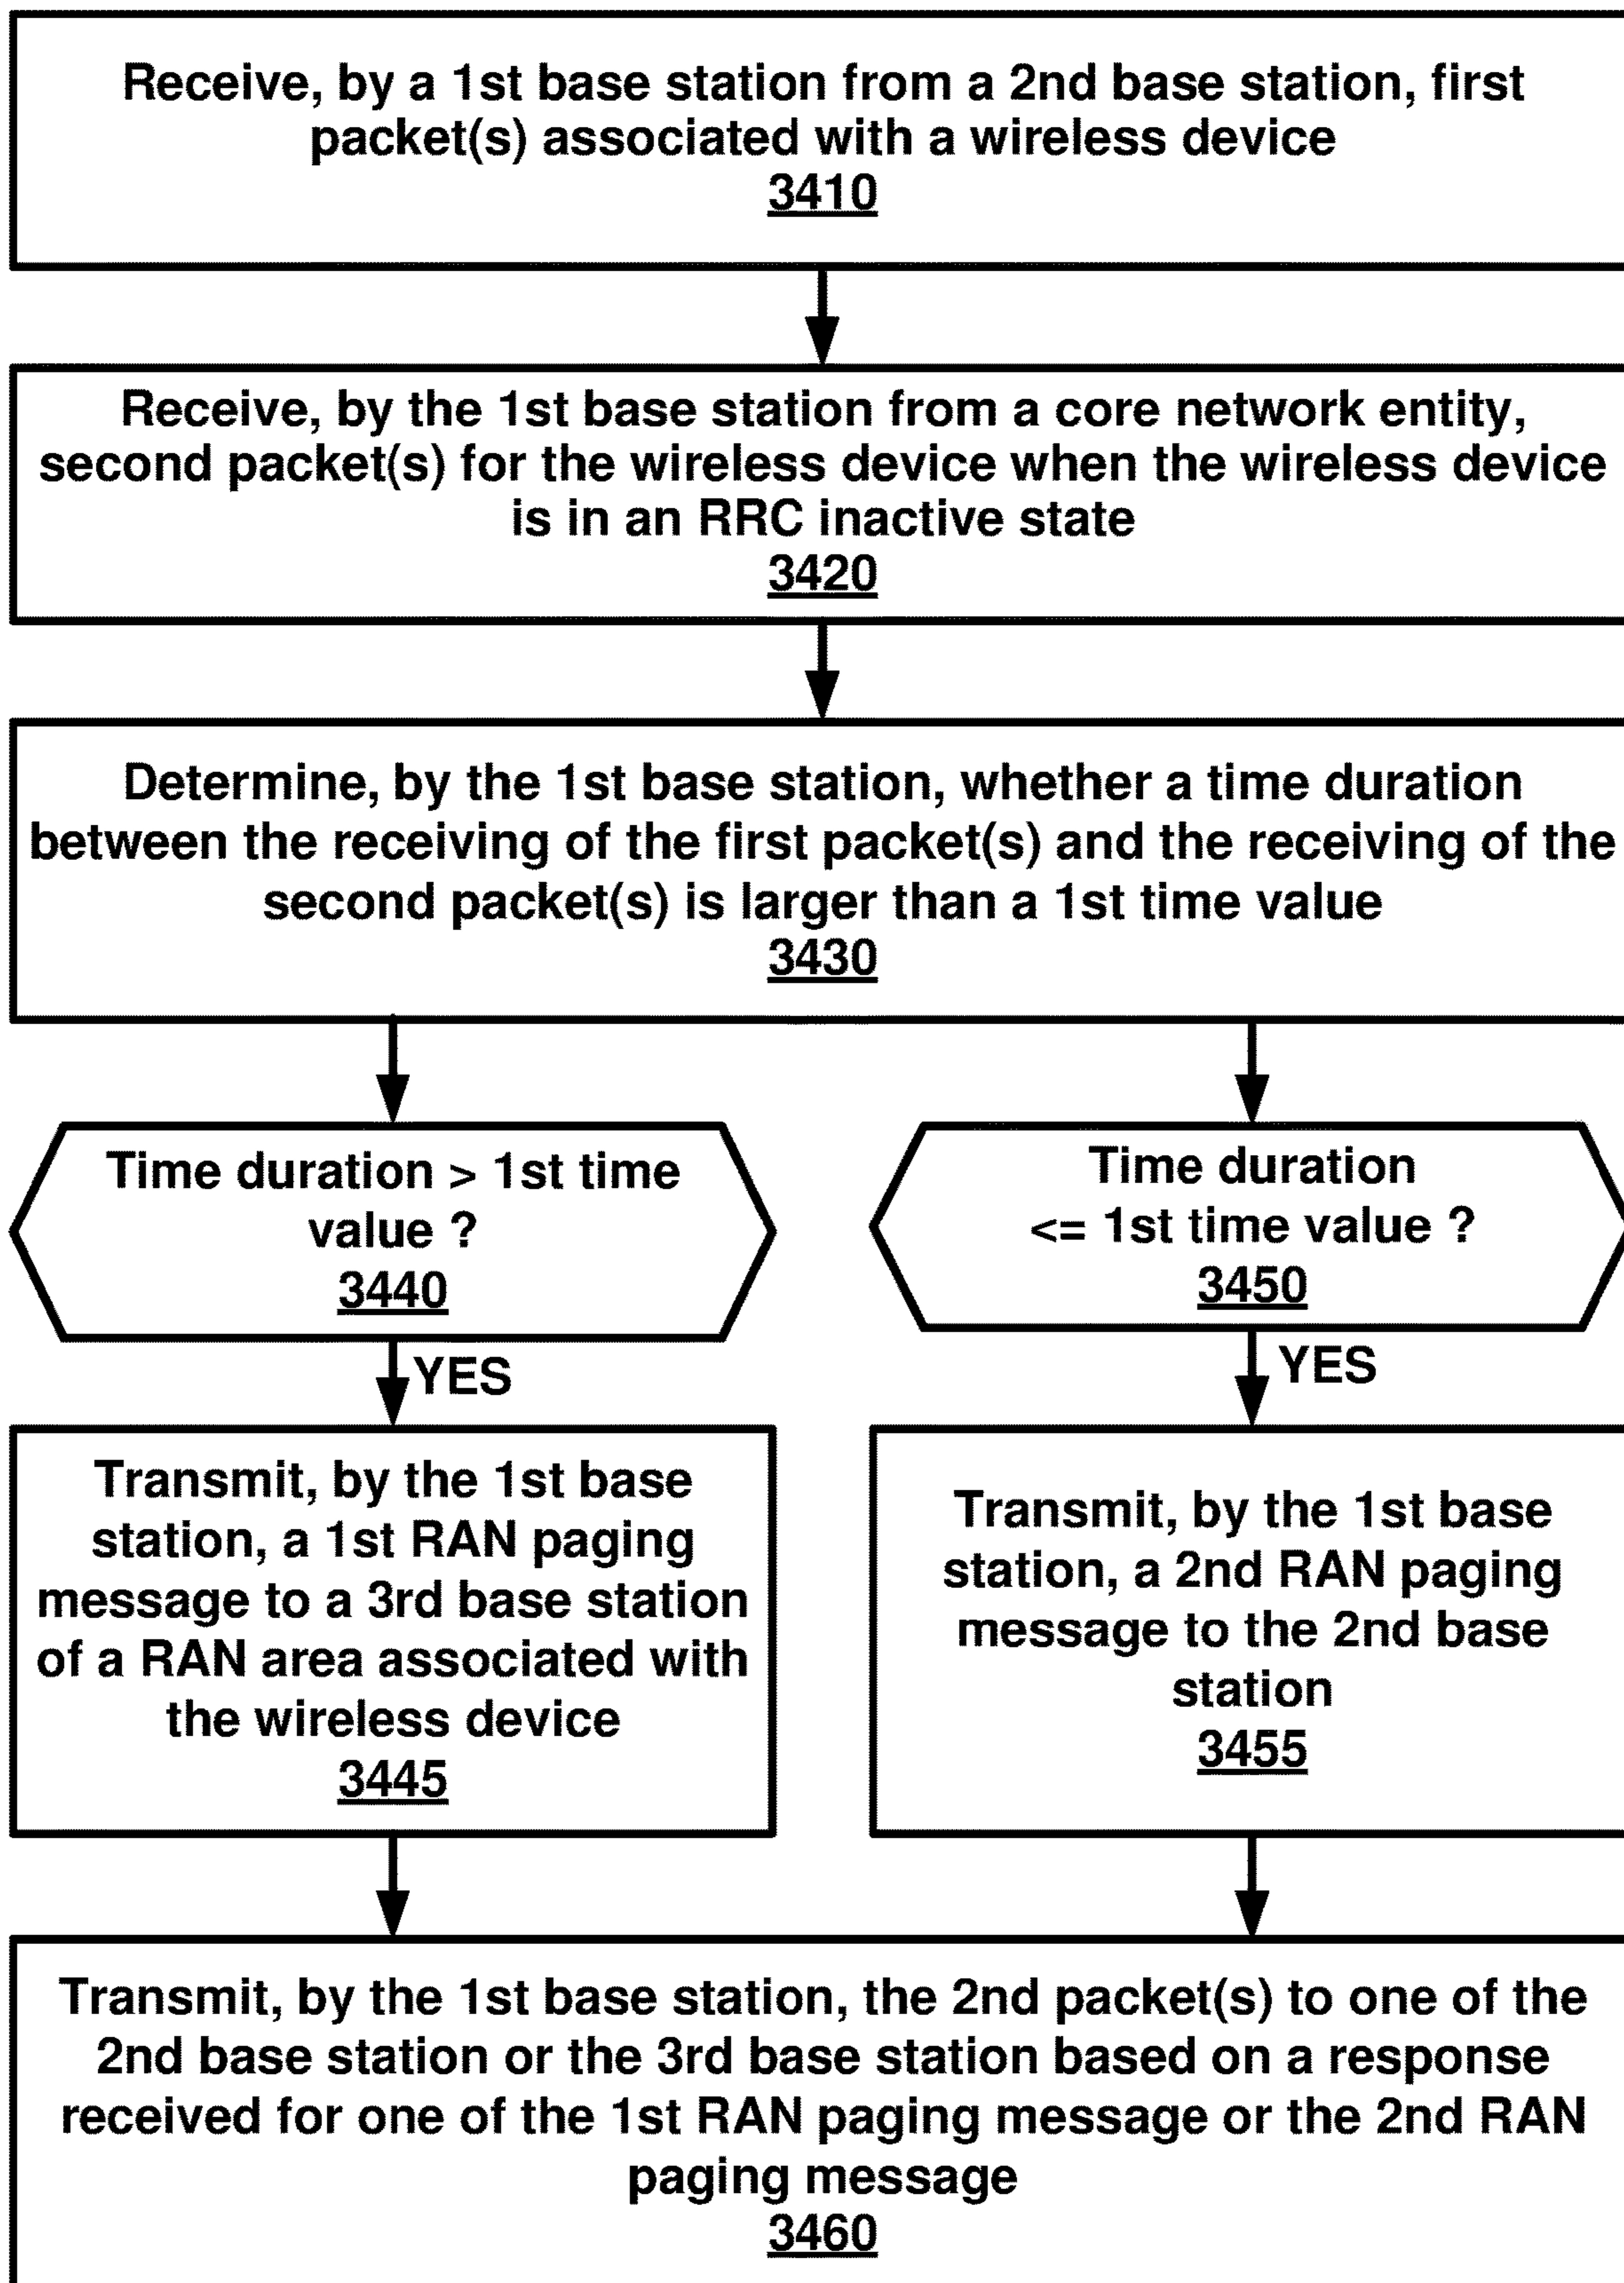 Receive, by a 1st base station from a 2nd base station, first
packet(s) associated with a wireless device
3410
Receive, by the 1st base station from a core network entity,
second packet(s) for the wireless device when the wireless device
is in an RRC inactive state
3420
Determine, by the 1st base station, whether a time duration
between the receiving of the first packet(s) and the receiving of the
second packet(s) is larger than a 1st time value
3430
Time duration > 1st time
value ?
3440
YES
Transmit, by the 1st base
station, a 1st RAN paging
message to a 3rd base station
of a RAN area associated with
the wireless device
3445
Time duration
<= 1st time value ?
3450
YES
Transmit, by the 1st base
station, a 2nd RAN paging
message to the 2nd base
station
3455
Transmit, by the 1st base station, the 2nd packet(s) to one of the
2nd base station or the 3rd base station based on a response
received for one of the 1st RAN paging message or the 2nd RAN
paging message
3460